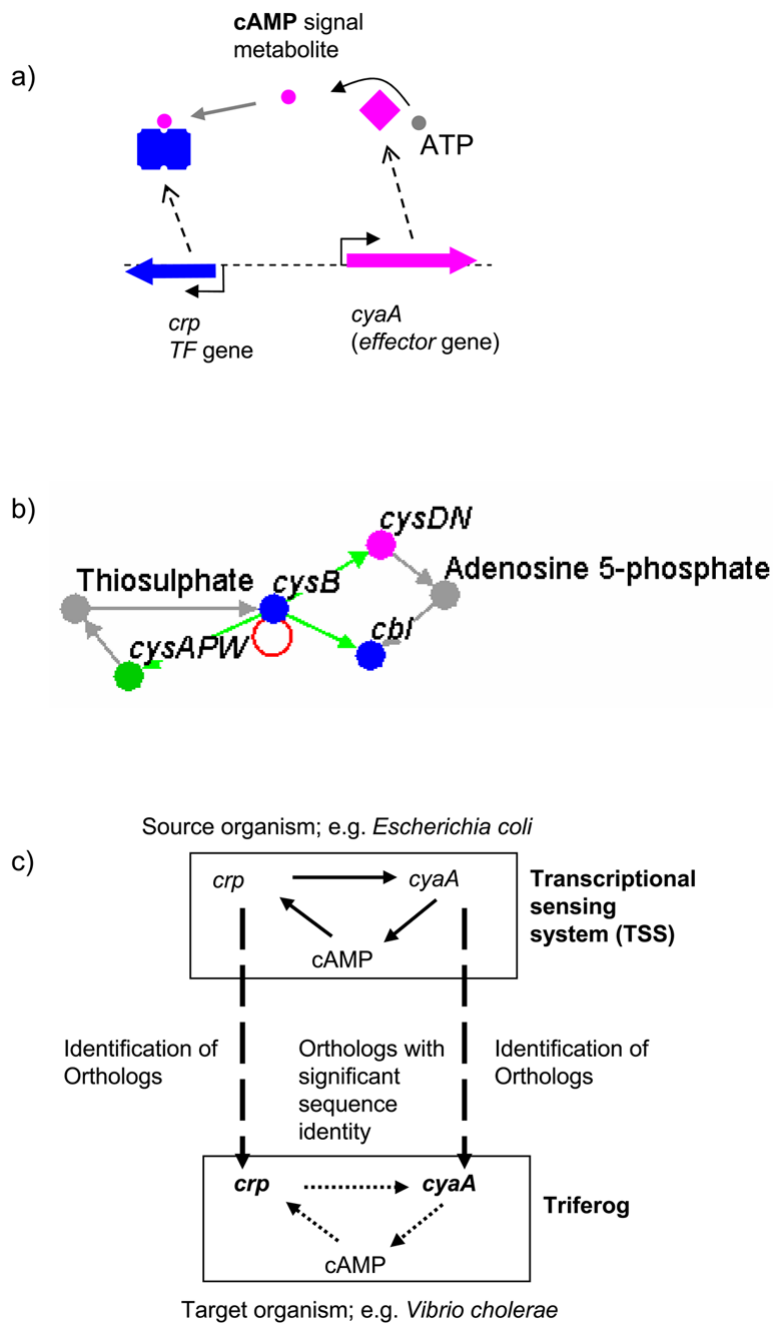 a)
cAMP signal
metabolite
ATP
crp
TF gene
cyaA
(effector gene)
b)
cysDN
Thiosulphate
cysB
Adenosine 5-phosphate
cbl
cysAPW
c)
Source organism; e.g. Escherichia coli
crp
cyaA
cAMP
Transcriptional
sensing
system (TSS)
Identification of
Orthologs
Orthologs with
significant
sequence
identity
Identification of
Orthologs
crp
cyaA
cAMP
Triferog
Target organism; e.g. Vibrio cholerae